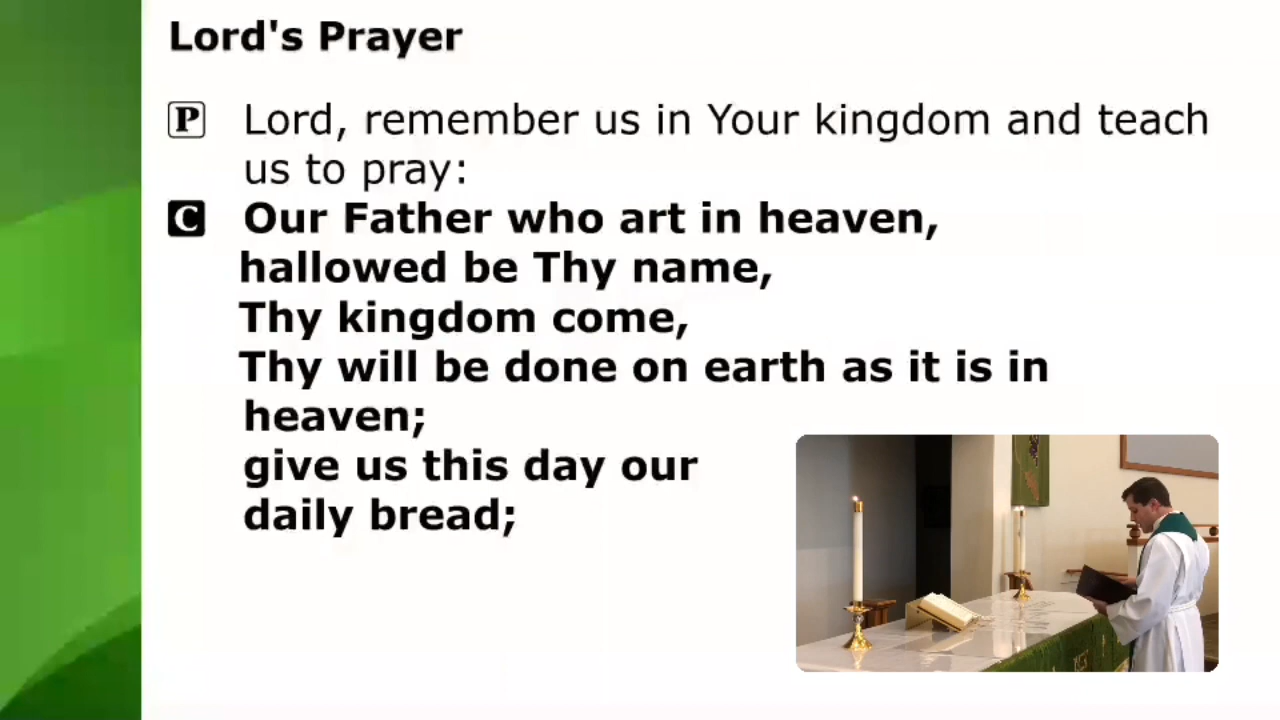 Lord's Prayer
P Lord, remember us in Your kingdom and teach
us to pray:
C Our Father who art in heaven,
hallowed be Thy name,
Thy kingdom come,
Thy will be done on earth as it is in
heaven;
give us this day our
daily bread;